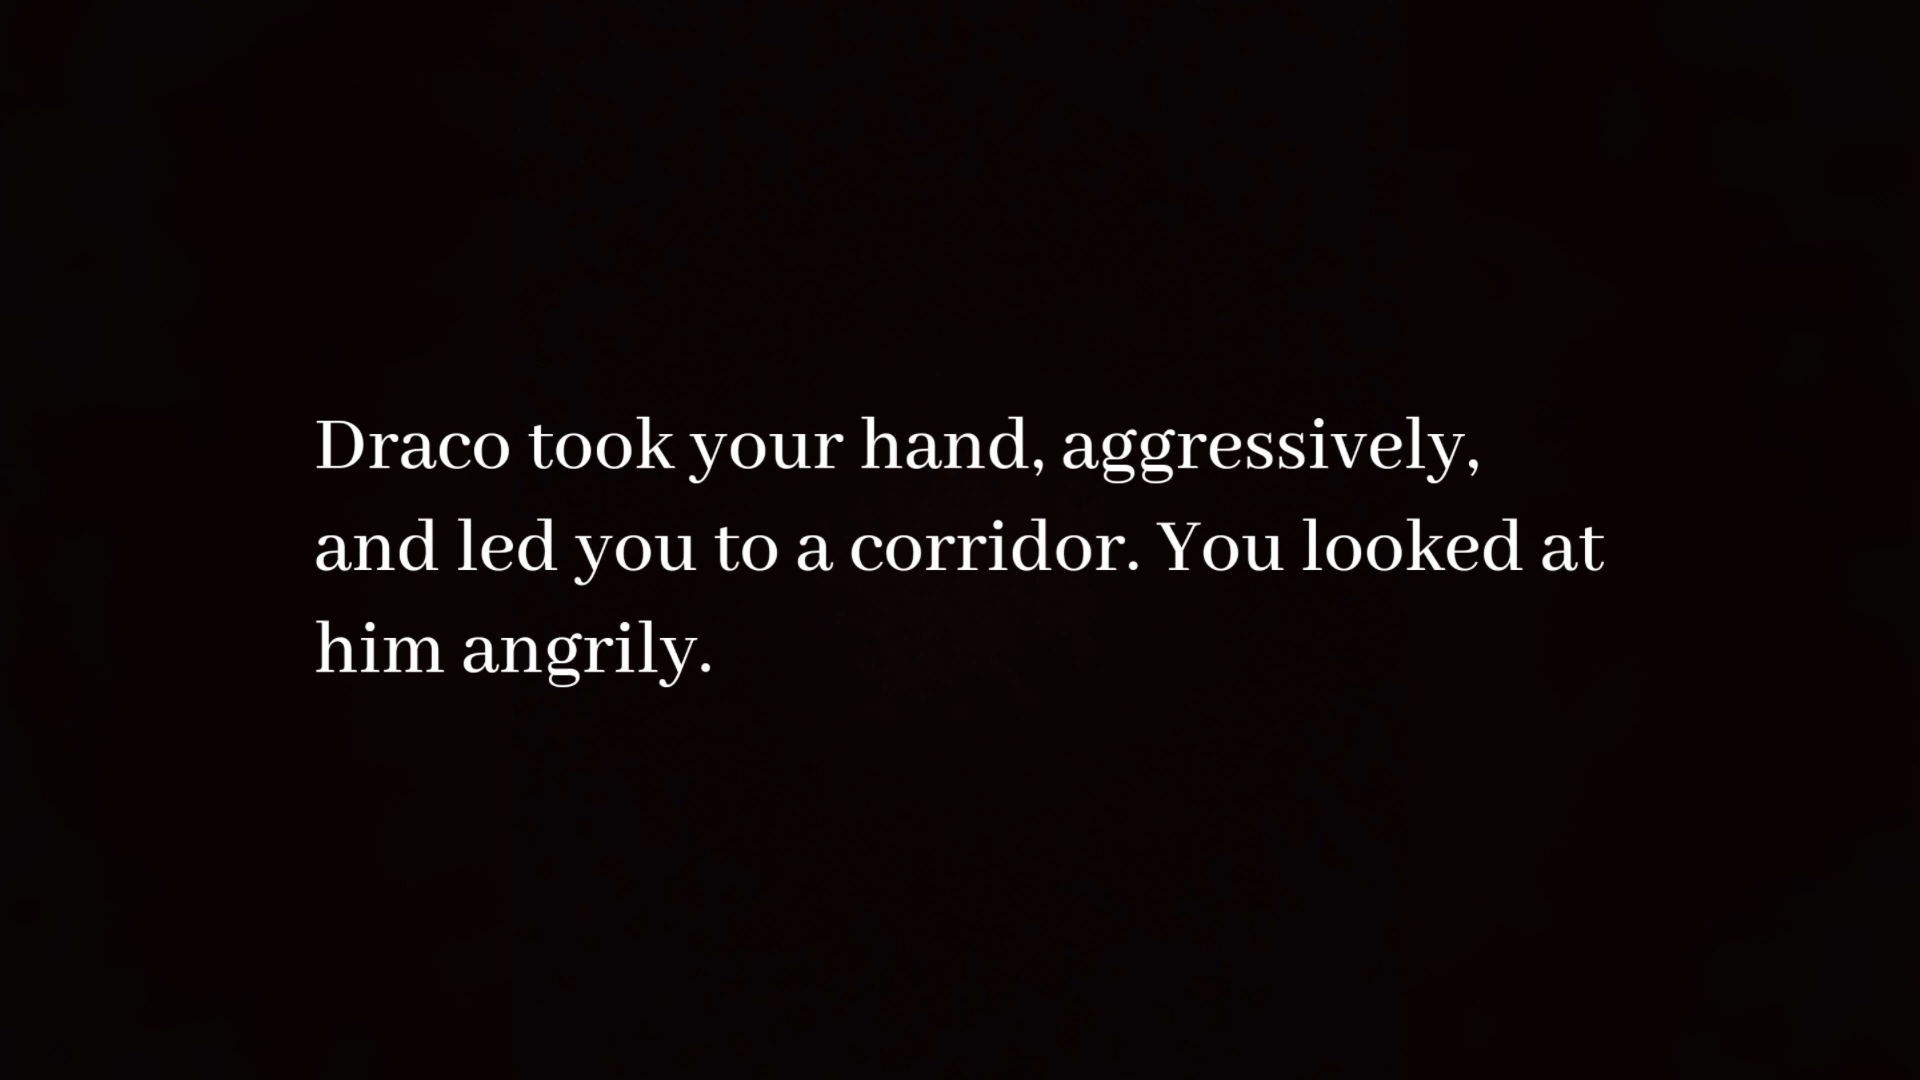 Draco took your hand, aggressively,
and led you to a corridor. You looked at
him angrily.